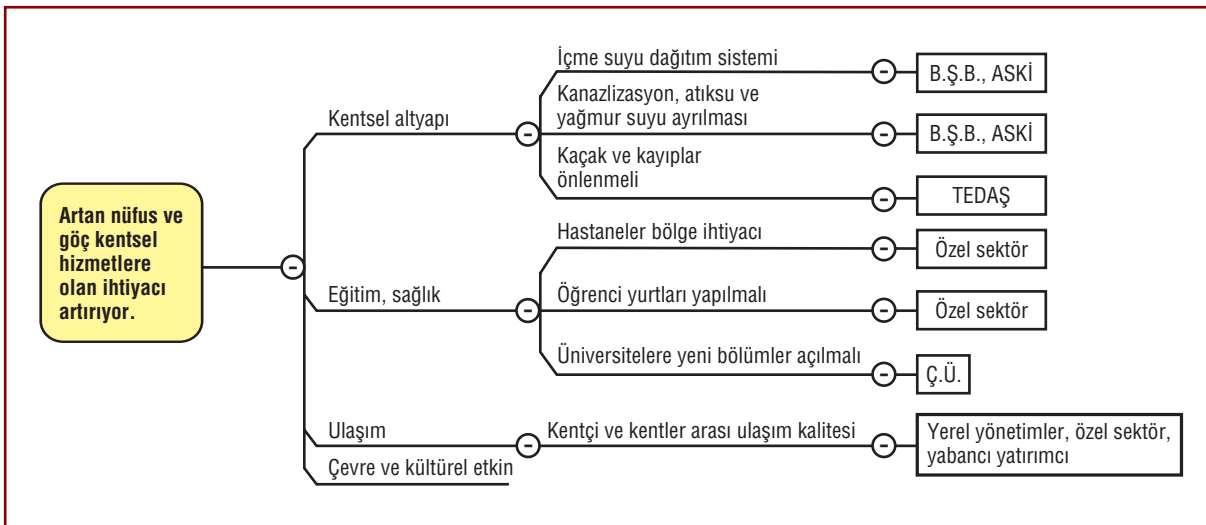 Artan nüfus ve
göç kentsel
hizmetlere
olan ihtiyacı
artırıyor.
Kentsel altyapı
İçme suyu dağıtım sistemi
B.Ş.B., ASKİ
Kanazlizasyon, atıksu ve
yağmur suyu ayrılması
B.Ş.B., ASKİ
Kaçak ve kayıplar
önlenmeli
TEDAŞ
Eğitim, sağlık
Hastaneler bölge ihtiyacı
Özel sektör
Öğrenci yurtları yapılmalı
Özel sektör
Üniversitelere yeni bölümler açılmalı
Ç.Ü.
Ulaşım
Kentçi ve kentler arası ulaşım kalitesi
Yerel yönetimler, özel sektör,
yabancı yatırımcı
Çevre ve kültürel etkin